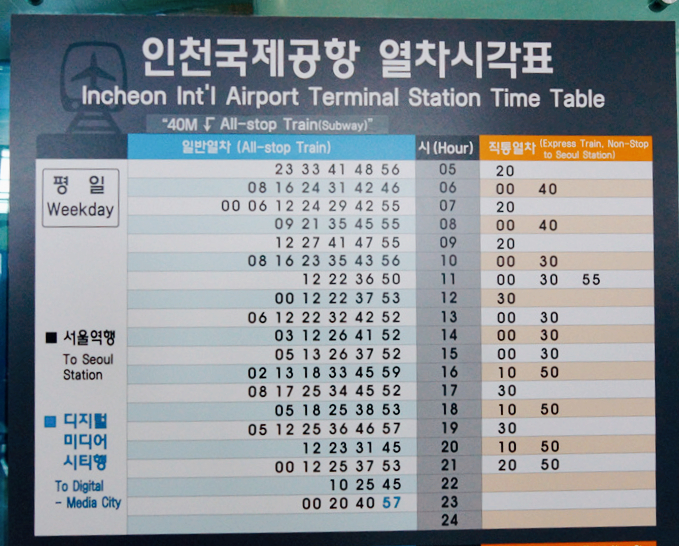 인천국제공항 열차시각표
Incheon Int'l Airport Terminal Station Time Table
"40M ↱ All-stop Train(Subway)"
일반열차 (All-stop Train) 시(Hour) 직통열차 (Express Train, Non-Stop to Seoul Station)
평 일
Weekday
23 33 41 48 56 05 20
08 16 24 31 42 46 06 00 40
00 06 12 24 29 42 55 07 20
09 21 35 45 55 08 00 40
12 27 41 47 55 09 20
08 16 23 35 43 56 10 00 30
12 22 36 50 11 00 30 55
00 12 22 37 53 12 30
06 12 22 32 42 52 13 00 30
03 12 26 41 52 14 00 30
05 13 26 37 52 15 00 30
02 13 18 33 45 59 16 10 50
08 17 25 34 45 52 17 30
05 18 25 38 53 18 10 50
05 12 25 36 46 57 19 30
12 23 31 45 20 10 50
00 12 25 37 53 21 20 50
10 25 45 22
00 20 40 57 23
24
■ 서울역행
To Seoul
Station
■ 디지털
미디어
시티행
To Digital
- Media City